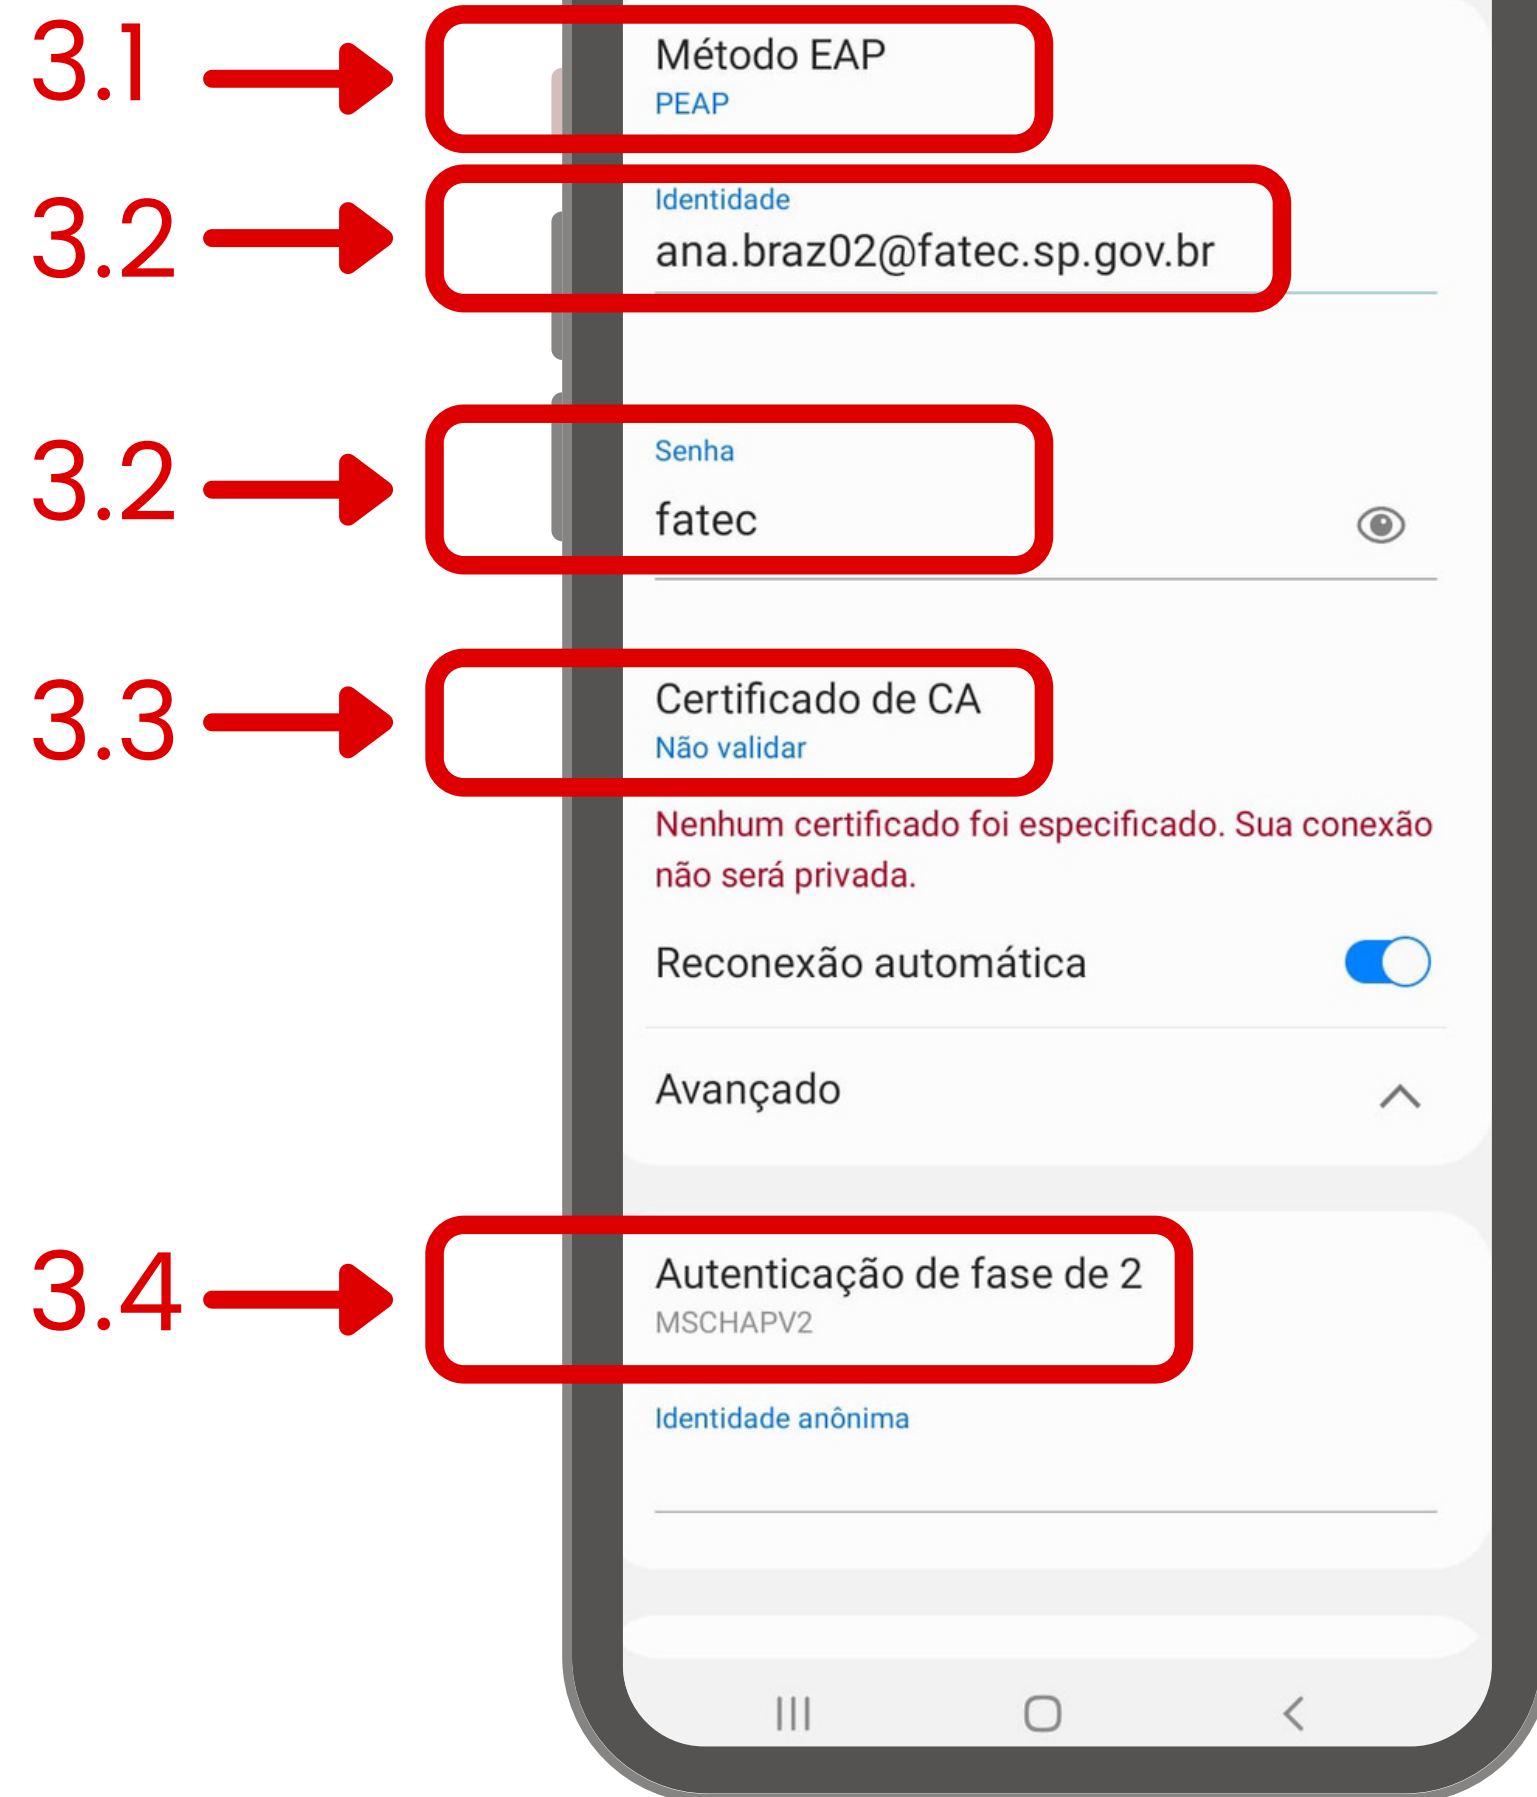 3.1
Método EAP
PEAP
3.2
Identidade
ana.braz02@fatec.sp.gov.br
3.2
Senha
fatec
3.3
Certificado de CA
Não validar
Nenhum certificado foi especificado. Sua conexão
não será privada.
Reconexão automática
Avançado
3.4
Autenticação de fase de 2
MSCHAPV2
Identidade anônima